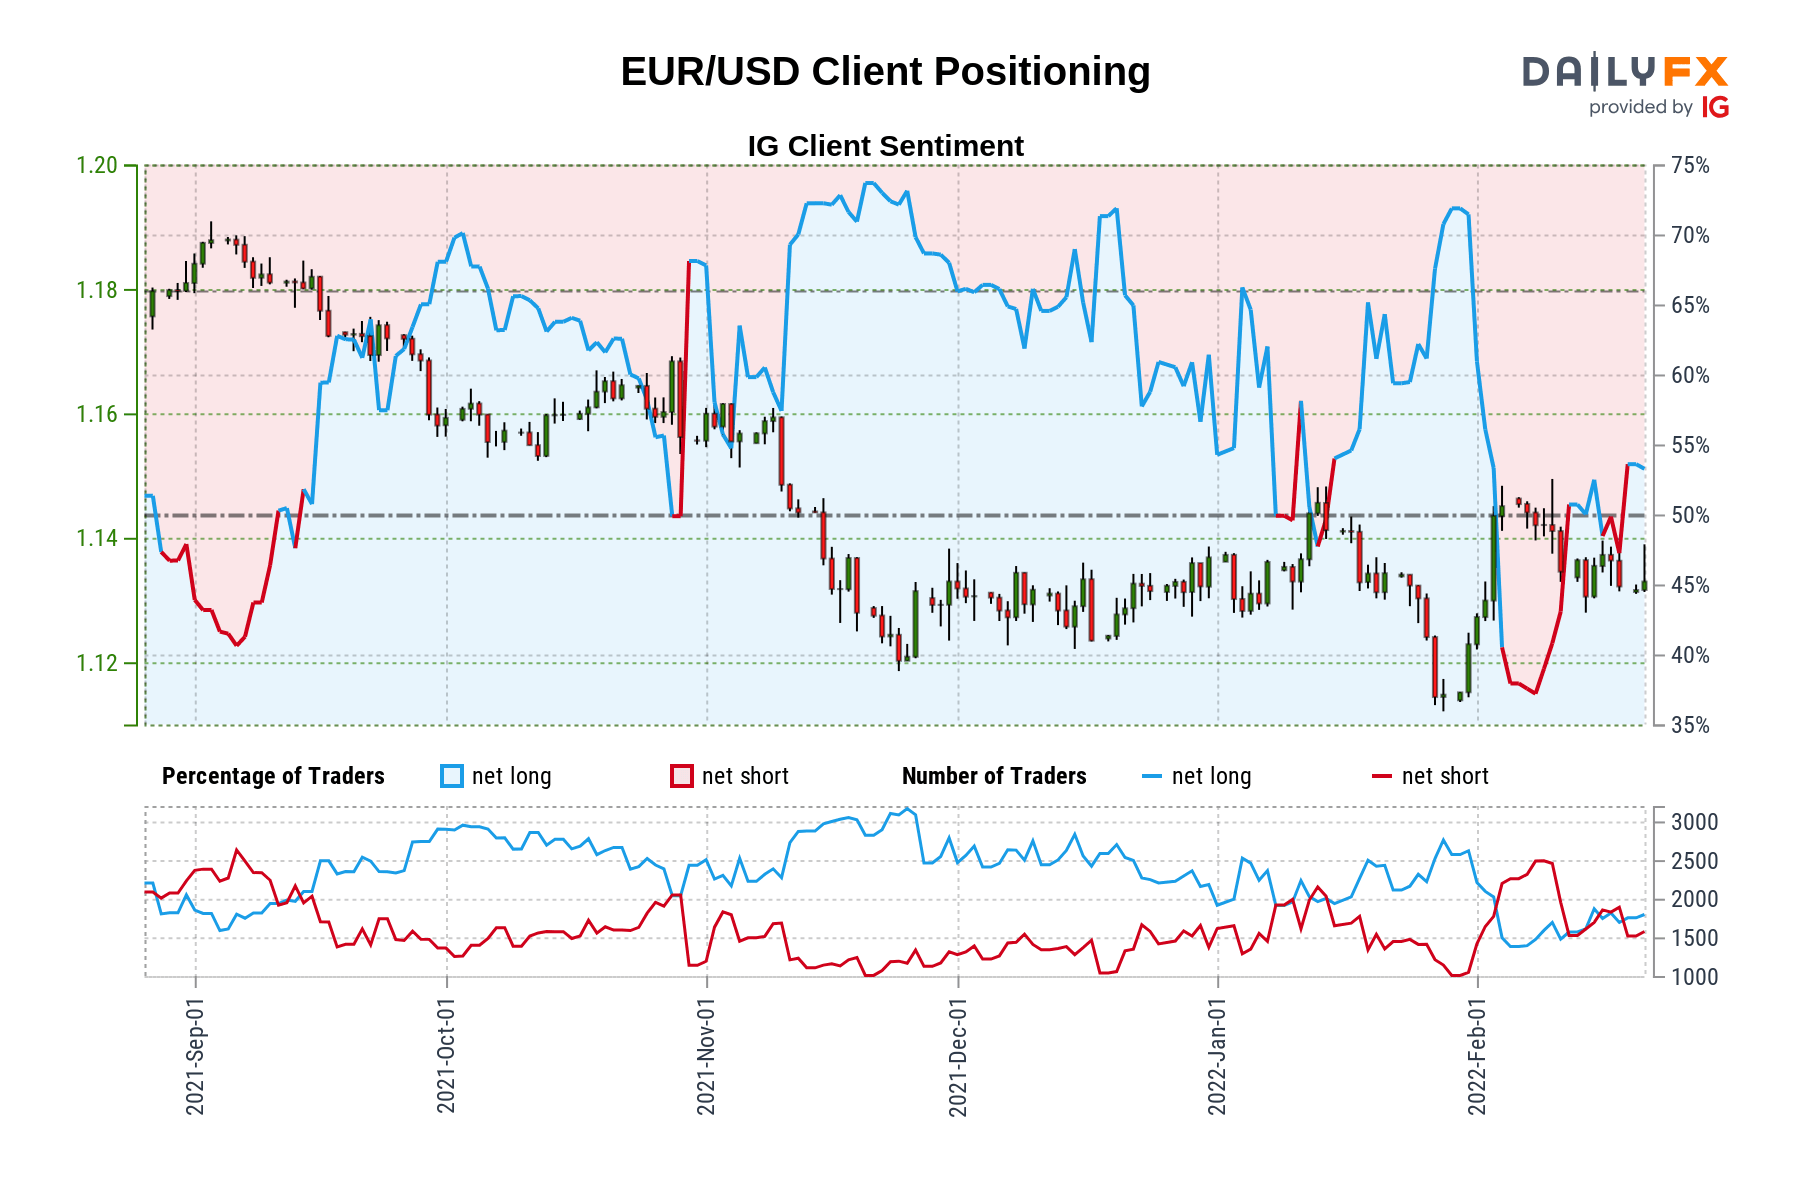 EUR/USD Client Positioning
DAILYFX
provided by IG
IG Client Sentiment
1.20
1.18
1.16
1.14
1.12
75%
70%
65%
60%
55%
50%
45%
40%
35%
Percentage of Traders net long net short Number of Traders net long net short
3000
2500
2000
1500
1000
2021-Sep-01
2021-Oct-01
2021-Nov-01
2021-Dec-01
2022-Jan-01
2022-Feb-01